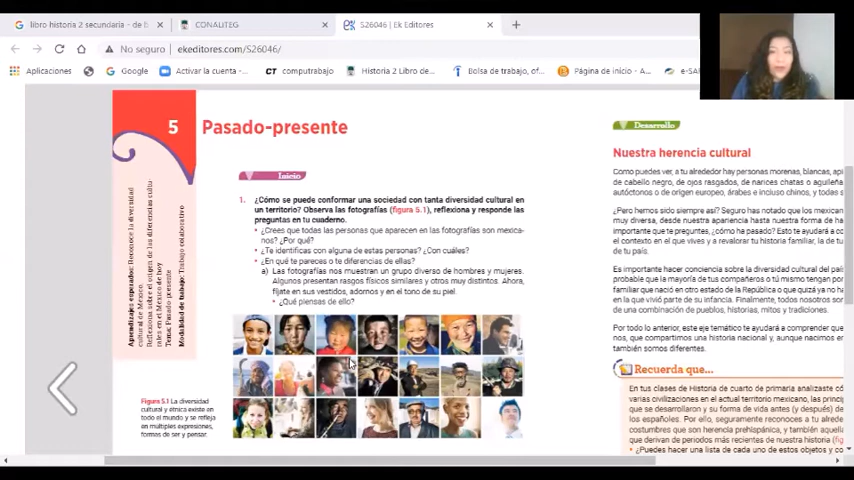 libro historia 2 secundaria - de b
CONALITEG
S26046 | Ek Editores
No seguro
ekeditores.com/S26046/
Aplicaciones
Google
Activar la cuenta -...
CT computrabajo
Historia 2 Libro de...
Bolsa de trabajo, of...
Página de inicio - A...
e-SA
5
Pasado-presente
Aprendizajes esperados: Reconoce la diversidad
cultural de México.
Reflexiona sobre el origen de las diferencias cultu-
rales en el México de hoy
Tema: Pasado-presente
Modalidad de trabajo: Trabajo colaborativo
Inicio
1. ¿Cómo se puede conformar una sociedad con tanta diversidad cultural en
un territorio? Observa las fotografías (figura 5.1), reflexiona y responde las
preguntas en tu cuaderno.
• ¿Crees que todas las personas que aparecen en las fotografías son mexica-
nos? ¿Por qué?
• ¿Te identificas con alguna de estas personas? ¿Con cuáles?
• ¿En qué te pareces o te diferencias de ellas?
a) Las fotografías nos muestran un grupo diverso de hombres y mujeres.
Algunos presentan rasgos físicos similares y otros muy distintos. Ahora,
fíjate en sus vestidos, adornos y en el tono de su piel.
• ¿Qué piensas de ello?
Figura 5.1 La diversidad
cultural y étnica existe en
todo el mundo y se refleja
en múltiples expresiones,
formas de ser y pensar.
Desarrollo
Nuestra herencia cultural
Como puedes ver, a tu alrededor hay personas morenas, blancas, ap
de cabello negro, de ojos rasgados, de narices chatas o aguileña
autóctonos o de origen europeo, árabes e incluso chinos, y todas s
¿Pero hemos sido siempre así? Seguro has notado que los mexican
muy diversa, desde nuestra apariencia hasta nuestra forma de ha
importante que te preguntes, ¿cómo ha pasado? Esto te ayudará a co
el contexto en el que vives y a revalorar tu historia familiar, la de tu
de tu país.
Es importante hacer conciencia sobre la diversidad cultural del paí
probable que la mayoría de tus compañeros o tú mismo tengan por
familiar que nació en otro estado de la República o que quizá ya no h
en la que vivió parte de su infancia. Finalmente, todos nosotros son
de una combinación de pueblos, historias, mitos y tradiciones.
Por todo lo anterior, este eje temático te ayudará a comprender que
nos, que compartimos una historia nacional y, aunque nacimos en
también somos diferentes.
Recuerda que...
En tus clases de Historia de cuarto de primaria analizaste có
varias civilizaciones en el actual territorio mexicano, las princip
que se desarrollaron y su forma de vida antes (y después) de
los españoles. Por ello, seguramente reconoces a tu alrededo
costumbres que son herencia prehispánica, y también aquella
que derivan de periodos más recientes de nuestra historia (fig
• ¿Puedes hacer una lista de cada uno de estos objetos y co